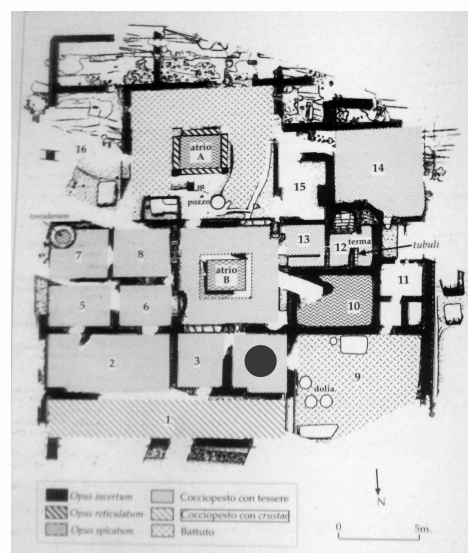 atrio
A
16
14
15
pozzo
torcularium
13
12
terma
tubuli
7
8
atrio
B
11
5
6
10
2
3
9
dolia
1
N
Opus incertum
Cocciopesto con tessere
Opus reticulatum
Cocciopesto con crustae
Opus spicatum
Battuto
0
5m.